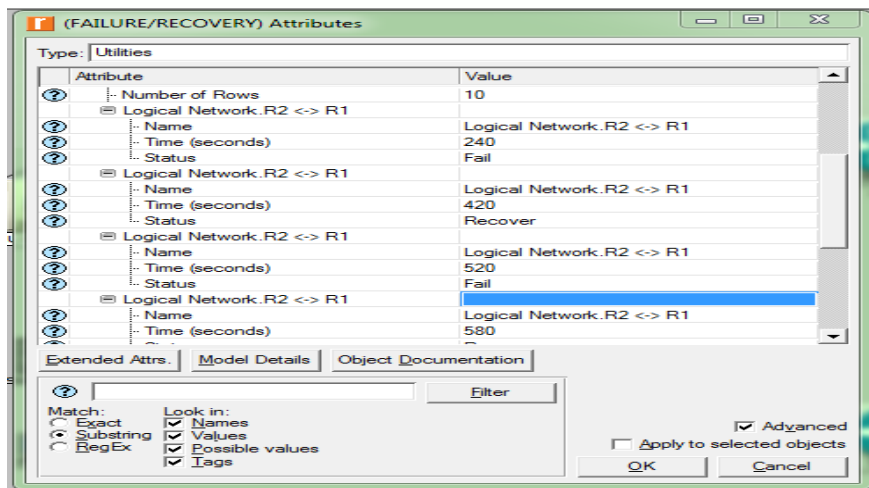 (FAILURE/RECOVERY) Attributes
Type: Utilities
Attribute Value
Number of Rows 10
Logical Network.R2 <-> R1
Name Logical Network.R2 <-> R1
Time (seconds) 240
Status Fail
Logical Network.R2 <-> R1
Name Logical Network.R2 <-> R1
Time (seconds) 420
Status Recover
Logical Network.R2 <-> R1
Name Logical Network.R2 <-> R1
Time (seconds) 520
Status Fail
Logical Network.R2 <-> R1
Name Logical Network.R2 <-> R1
Time (seconds) 580
Extended Attrs. Model Details Object Documentation
Filter
Match: Look in:
Exact Names
Substring Values
RegEx Possible values
Tags
Advanced
Apply to selected objects
OK Cancel